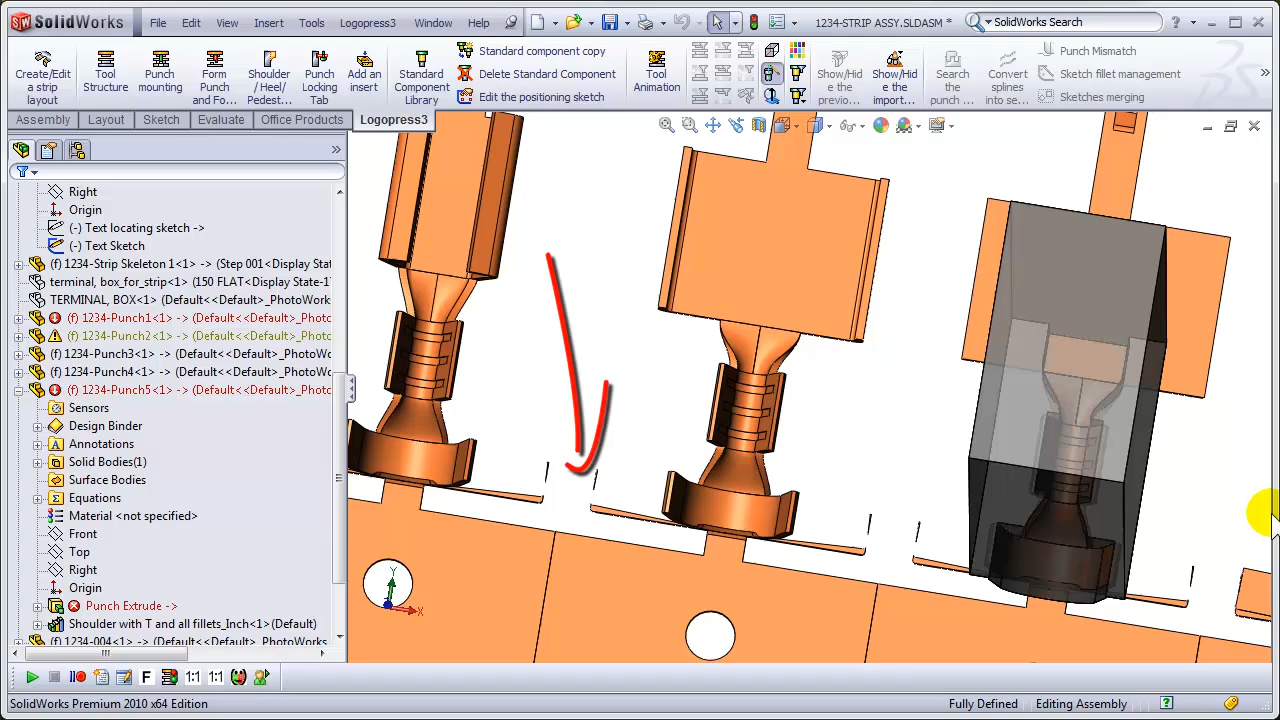 SolidWorks File Edit View Insert Tools Logopress3 Window Help 1234-STRIP ASSY.SLDASM * SolidWorks Search
Tool Structure
Punch mounting
Form Punch and Fo...
Shoulder / Heel/ Pedest...
Punch Locking Tab
Add an insert
Standard Component Library
Standard component copy
Delete Standard Component
Edit the positioning sketch
Tool Animation
Show/Hid e the previo...
Show/Hid e the import...
Search the punch ...
Convert splines into se...
Punch Mismatch
Sketch fillet management
Sketches merging
te/Edit a strip layout
Assembly Layout Sketch Evaluate Office Products Logopress3
Right
Origin
(-) Text locating sketch ->
(-) Text Sketch
(f) 1234-Strip Skeleton 1<1> -> (Step 001<Display Stat
terminal, box_for_strip<1> (150 FLAT<Display State-1
TERMINAL, BOX<1> (Default<<Default>_PhotoWork
(f) 1234-Punch1<1> -> (Default<<Default>_Photo
(f) 1234-Punch2<1> -> (Default<<Default>_Photo
(f) 1234-Punch3<1> -> (Default<<Default>_PhotoWo
(f) 1234-Punch4<1> -> (Default<<Default>_PhotoWo
(f) 1234-Punch5<1> -> (Default<<Default>_Photo
Sensors
Design Binder
Annotations
Solid Bodies(1)
Surface Bodies
Equations
Material <not specified>
Front
Top
Right
Origin
Punch Extrude ->
Shoulder with T and all fillets_Inch<1>(Default)
(f) 1234-004<1> -> (Default<Default>_PhotoWorks
Y
X
F 1:1 1:1
SolidWorks Premium 2010 x64 Edition Fully Defined Editing Assembly